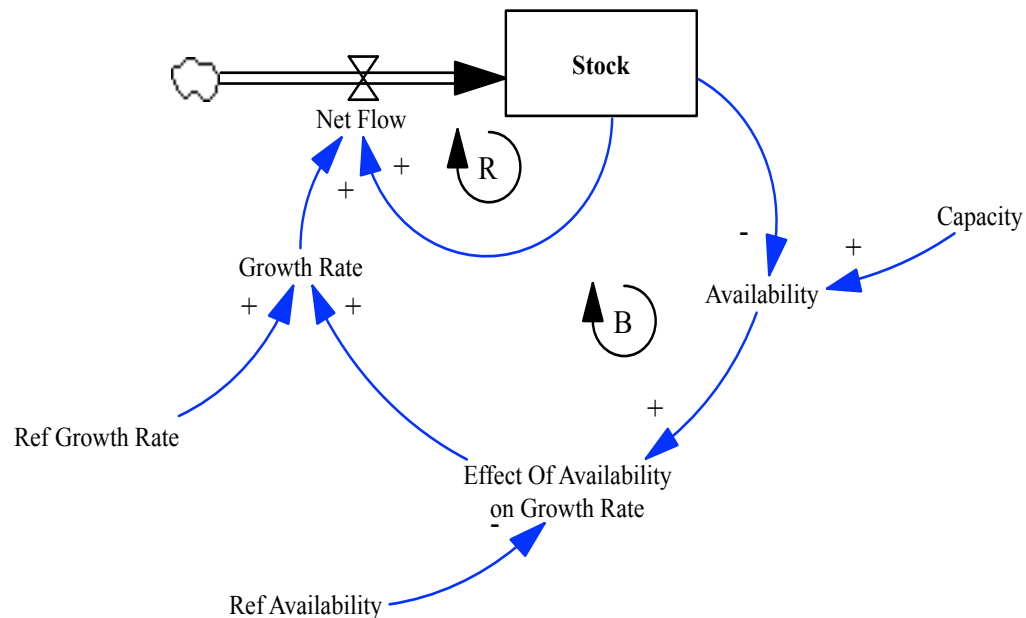 Stock
Net Flow
R
+
+
Capacity
-
+
Growth Rate
Availability
+
+
B
+
Ref Growth Rate
Effect Of Availability
on Growth Rate
-
Ref Availability